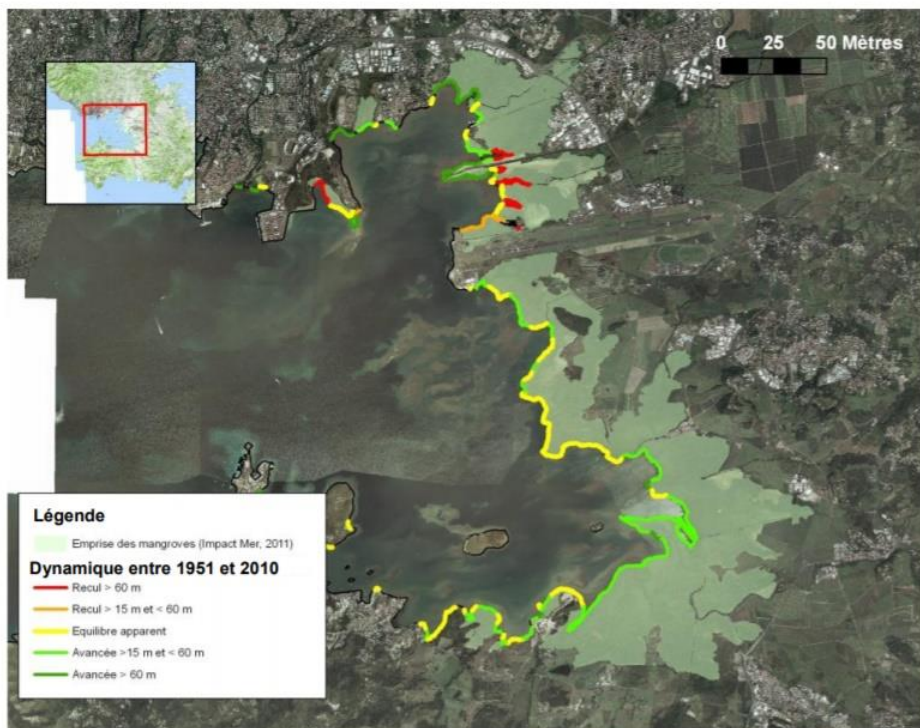 0 25 50 Mètres
Légende
Emprise des mangroves (Impact Mer, 2011)
Dynamique entre 1951 et 2010
Recul > 60 m
Recul > 15 m et < 60 m
Equilibre apparent
Avancée >15 m et < 60 m
Avancée > 60 m